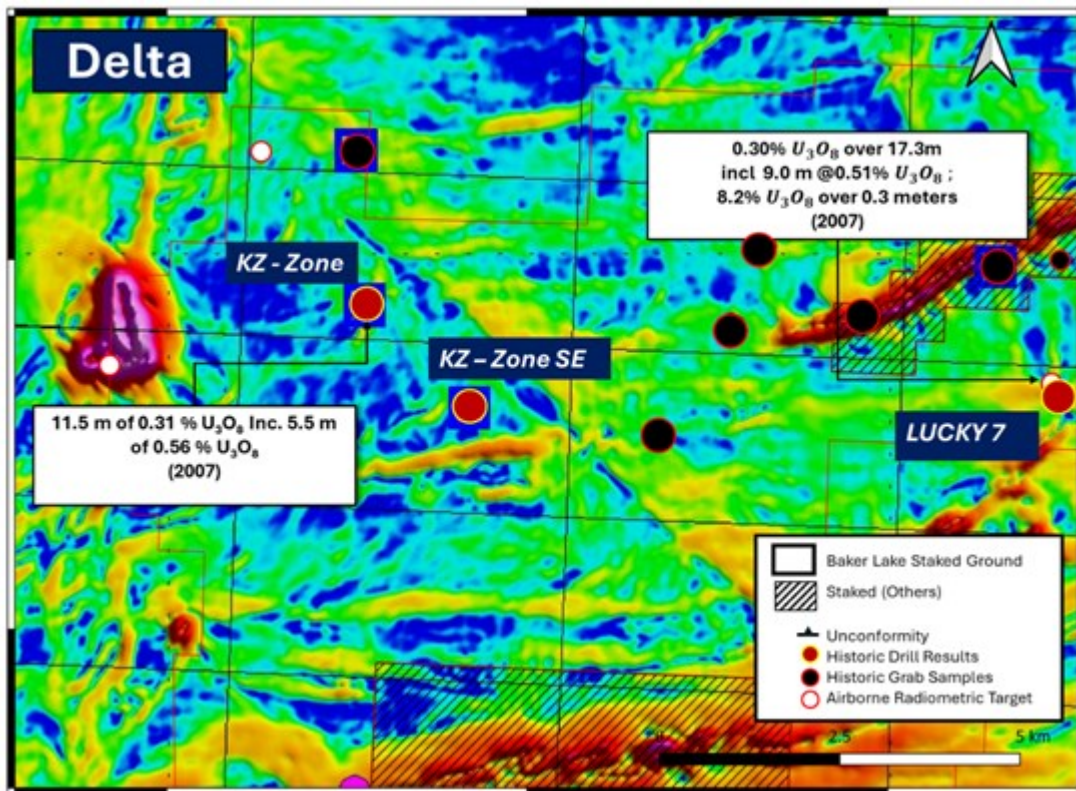 Delta
0.30% U₃O₈ over 17.3m
incl 9.0 m @0.51% U₃O₈ ;
8.2% U₃O₈ over 0.3 meters
(2007)
KZ - Zone
KZ – Zone SE
11.5 m of 0.31 % U₃O₈ Inc. 5.5 m
of 0.56 % U₃O₈
(2007)
LUCKY 7
Baker Lake Staked Ground
Staked (Others)
Unconformity
Historic Drill Results
Historic Grab Samples
Airborne Radiometric Target
0 2.5 5 km